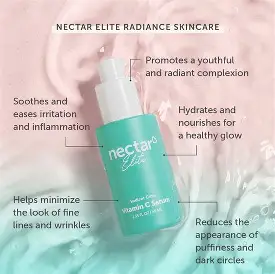 NECTAR ELITE RADIANCE SKINCARE
Promotes a youthful
and radiant complexion
Soothes and
eases irritation
and inflammation
Hydrates and
nourishes for
a healthy glow
nectar
Elite
Vitamin C Serum
Helps minimize
the look of fine
lines and wrinkles
Reduces the
appearance of
puffiness and
dark circles